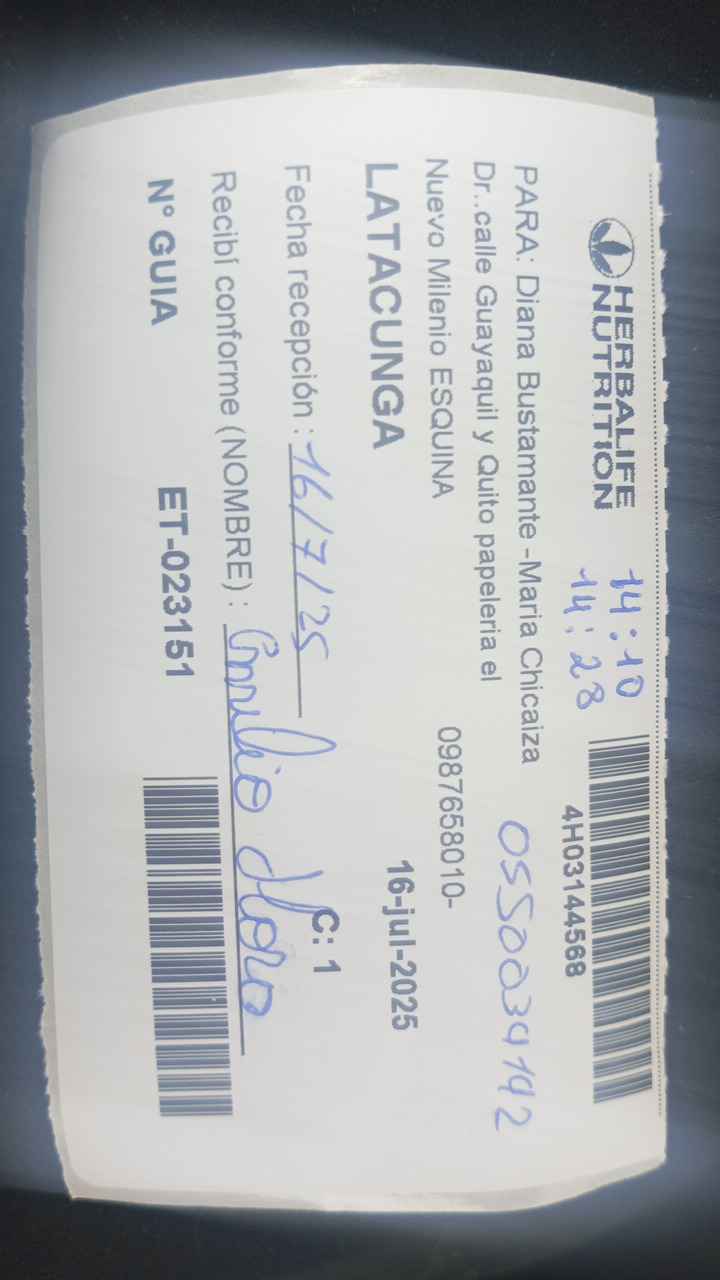 HERBALIFE
NUTRITION
14:10
14:28
4H03144568
PARA: Diana Bustamante -Maria Chicaiza
Dr..calle Guayaquil y Quito papeleria el
0550034142
Nuevo Milenio ESQUINA
0987658010-
LATACUNGA
16-jul-2025
Fecha recepción : 16/7/25
C: 1
Recibí conforme (NOMBRE) : Emilio
N° GUIA ET-023151